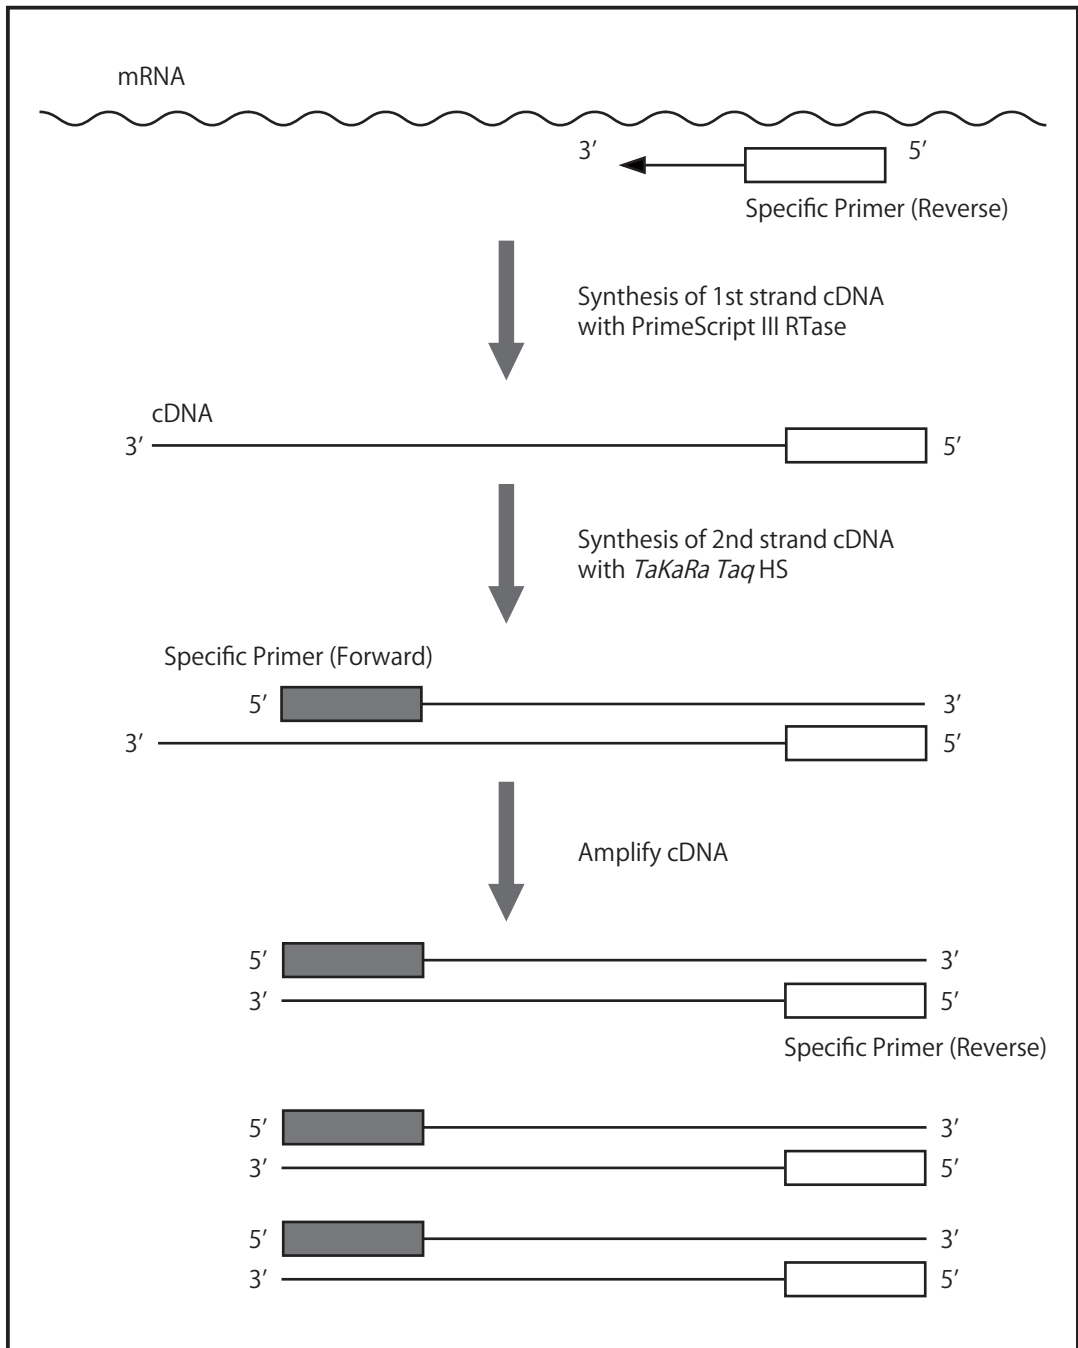 mRNA
3′
5′
Specific Primer (Reverse)
Synthesis of 1st strand cDNA
with PrimeScript III RTase
cDNA
3′
5′
Synthesis of 2nd strand cDNA
with TaKaRa Taq HS
Specific Primer (Forward)
5′
3′
3′
5′
Amplify cDNA
5′
3′
3′
5′
Specific Primer (Reverse)
5′
3′
3′
5′
5′
3′
3′
5′